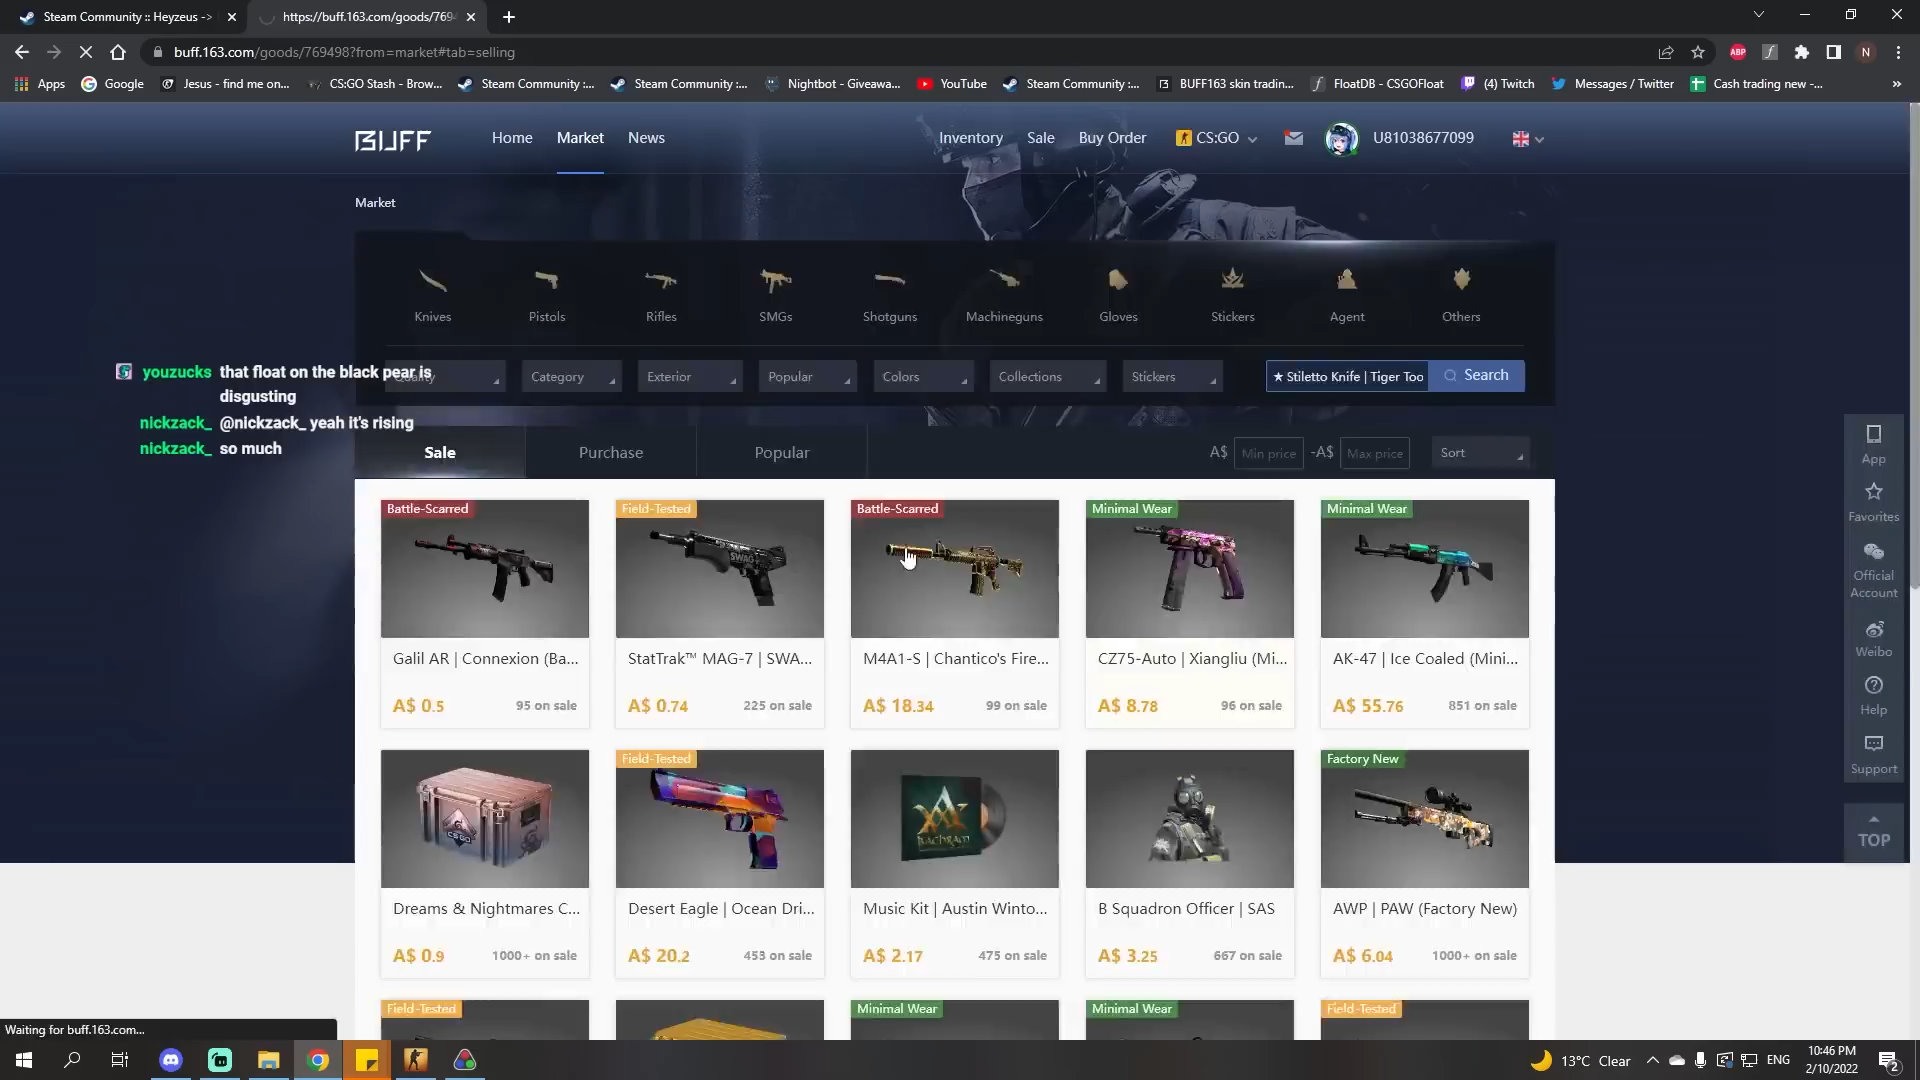 Steam Community :: Heyzeus ->
https://buff.163.com/goods/769
buff.163.com/goods/769498?from=market#tab=selling
ABP
N
Apps
Google
Jesus - find me on...
CS:GO Stash - Brow...
Steam Community :...
Steam Community :...
Nightbot - Giveawa...
YouTube
Steam Community :...
BUFF163 skin tradin...
FloatDB - CSGOFloat
(4) Twitch
Messages / Twitter
Cash trading new -...
BUFF
Home
Market
News
Inventory
Sale
Buy Order
CS:GO
U81038677099
Market
Knives
Pistols
Rifles
SMGs
Shotguns
Machineguns
Gloves
Stickers
Agent
Others
Quality
Category
Exterior
Popular
Colors
Collections
Stickers
★ Stiletto Knife | Tiger Too
Search
youzucks that float on the black pear is
disgusting
nickzack_ @nickzack_ yeah it's rising
nickzack_ so much
Sale
Purchase
Popular
A$ Min price -A$ Max price
Sort
App
Favorites
Official
Account
Weibo
Help
Support
TOP
Battle-Scarred
Field-Tested
SWAG
Battle-Scarred
Minimal Wear
Minimal Wear
Galil AR | Connexion (Ba...
StatTrak™ MAG-7 | SWA...
M4A1-S | Chantico's Fire...
CZ75-Auto | Xiangliu (Mi...
AK-47 | Ice Coaled (Mini...
A$ 0.5 95 on sale
A$ 0.74 225 on sale
A$ 18.34 99 on sale
A$ 8.78 96 on sale
A$ 55.76 851 on sale
CS:GO
Field-Tested
BACHRAM
Factory New
Dreams & Nightmares C...
Desert Eagle | Ocean Dri...
Music Kit | Austin Winto...
B Squadron Officer | SAS
AWP | PAW (Factory New)
A$ 0.9 1000+ on sale
A$ 20.2 453 on sale
A$ 2.17 475 on sale
A$ 3.25 667 on sale
A$ 6.04 1000+ on sale
Field-Tested
Minimal Wear
Minimal Wear
Field-Tested
Waiting for buff.163.com...
13°C Clear
ENG
10:46 PM
2/10/2022
2